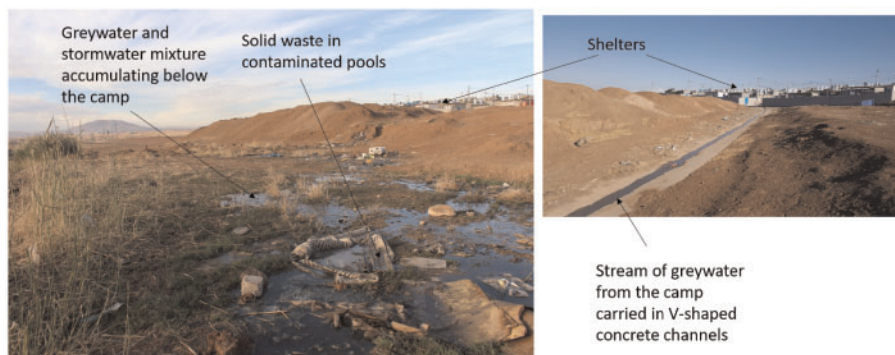 Greywater and
stormwater mixture
accumulating below
the camp
Solid waste in
contaminated pools
Shelters
Stream of greywater
from the camp
carried in V-shaped
concrete channels